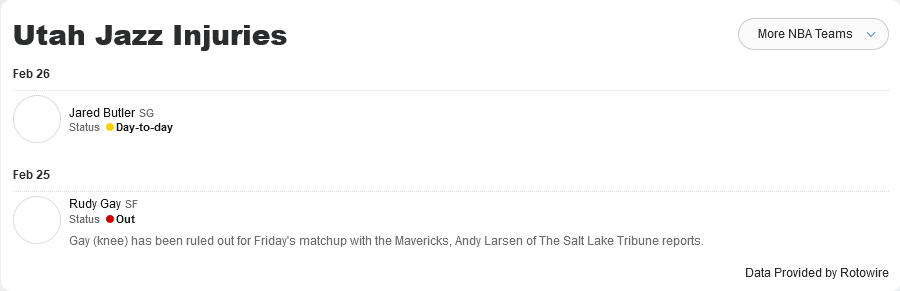 Utah Jazz Injuries
More NBA Teams
Feb 26
Jared Butler SG
Status Day-to-day
Feb 25
Rudy Gay SF
Status Out
Gay (knee) has been ruled out for Friday's matchup with the Mavericks, Andy Larsen of The Salt Lake Tribune reports.
Data Provided by Rotowire